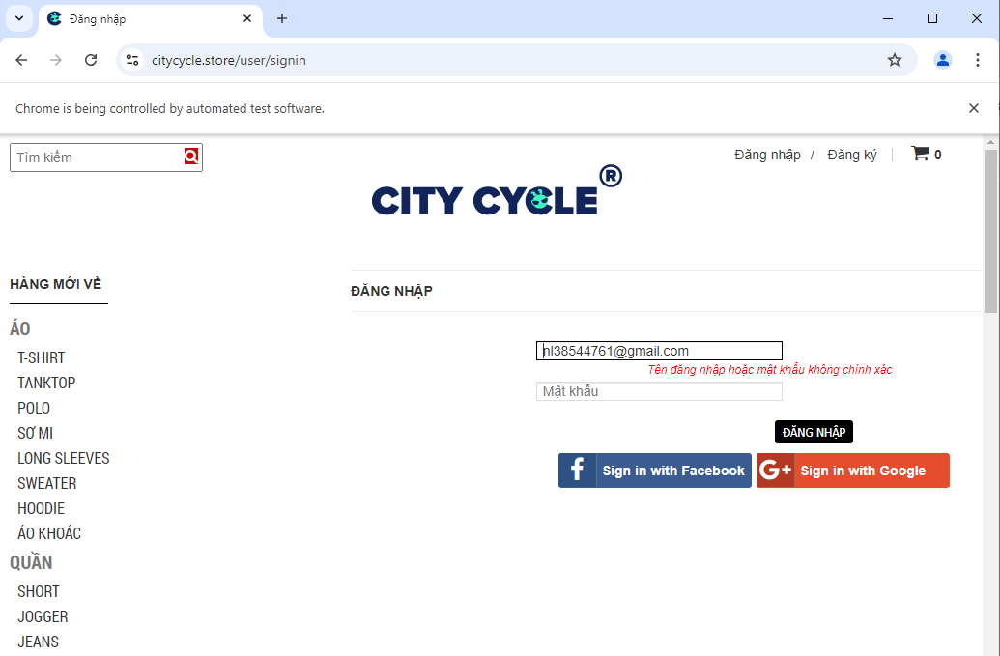 Đăng nhập
citycycle.store/user/signin
Chrome is being controlled by automated test software.
Tìm kiếm
Đăng nhập / Đăng ký 0
CITY CYCLE ®
HÀNG MỚI VỀ
ĐĂNG NHẬP
ÁO
T-SHIRT
TANKTOP
POLO
SƠ MI
LONG SLEEVES
SWEATER
HOODIE
ÁO KHOÁC
QUẦN
SHORT
JOGGER
JEANS
nl38544761@gmail.com
Tên đăng nhập hoặc mật khẩu không chính xác
Mật khẩu
ĐĂNG NHẬP
f Sign in with Facebook G+ Sign in with Google